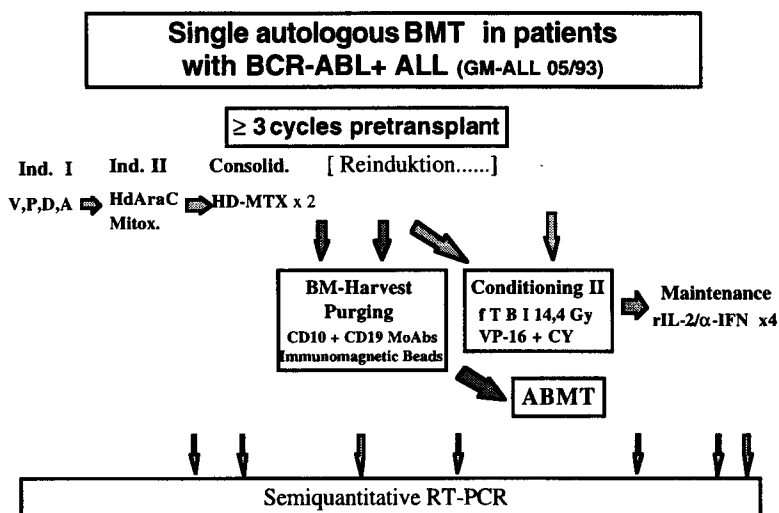 Single autologous BMT in patients
with BCR-ABL+ ALL (GM-ALL 05/93)
≥ 3 cycles pretransplant
Ind. I Ind. II Consolid. [ Reinduktion......]
V,P,D,A HdAraC HD-MTX x 2
Mitox.
BM-Harvest
Purging
CD10 + CD19 MoAbs
Immunomagnetic Beads
Conditioning II
f T B I 14,4 Gy
VP-16 + CY
Maintenance
rIL-2/α-IFN x4
ABMT
Semiquantitative RT-PCR